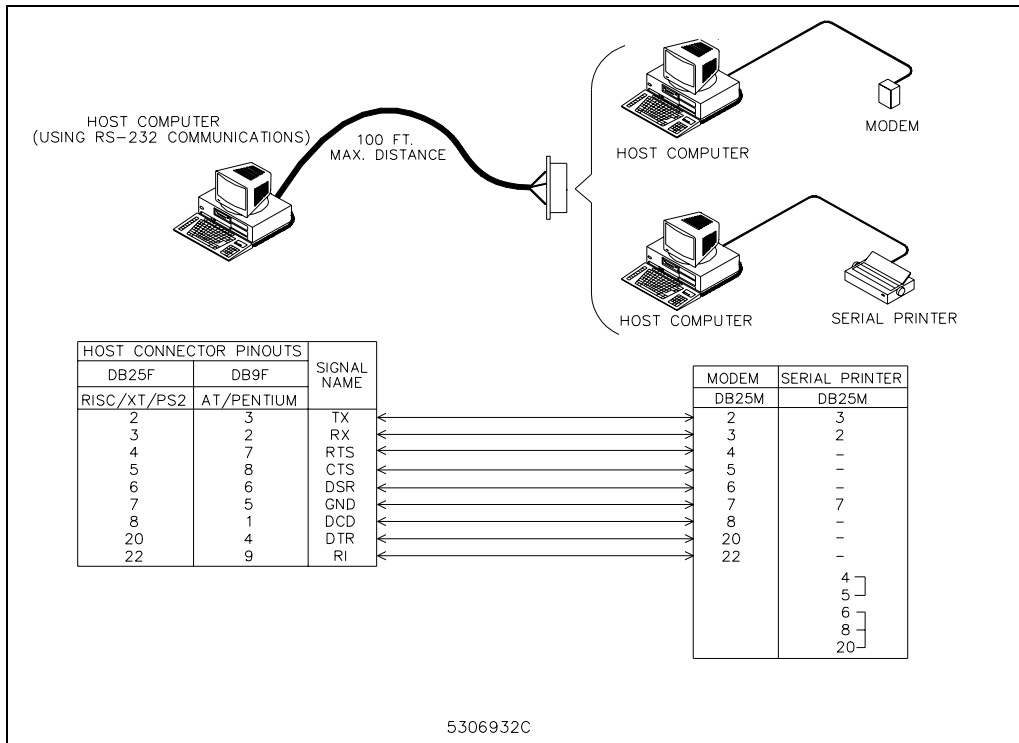 HOST COMPUTER
(USING RS-232 COMMUNICATIONS)
100 FT.
MAX. DISTANCE
HOST COMPUTER
MODEM
HOST COMPUTER
SERIAL PRINTER
HOST CONNECTOR PINOUTS SIGNAL NAME
DB25F DB9F
RISC/XT/PS2 AT/PENTIUM
2 3 TX
3 2 RX
4 7 RTS
5 8 CTS
6 6 DSR
7 5 GND
8 1 DCD
20 4 DTR
22 9 RI
MODEM SERIAL PRINTER
DB25M DB25M
2 3
3 2
4 -
5 -
6 -
7 7
8 -
20 -
22 -
4
5
6
8
20
5306932C